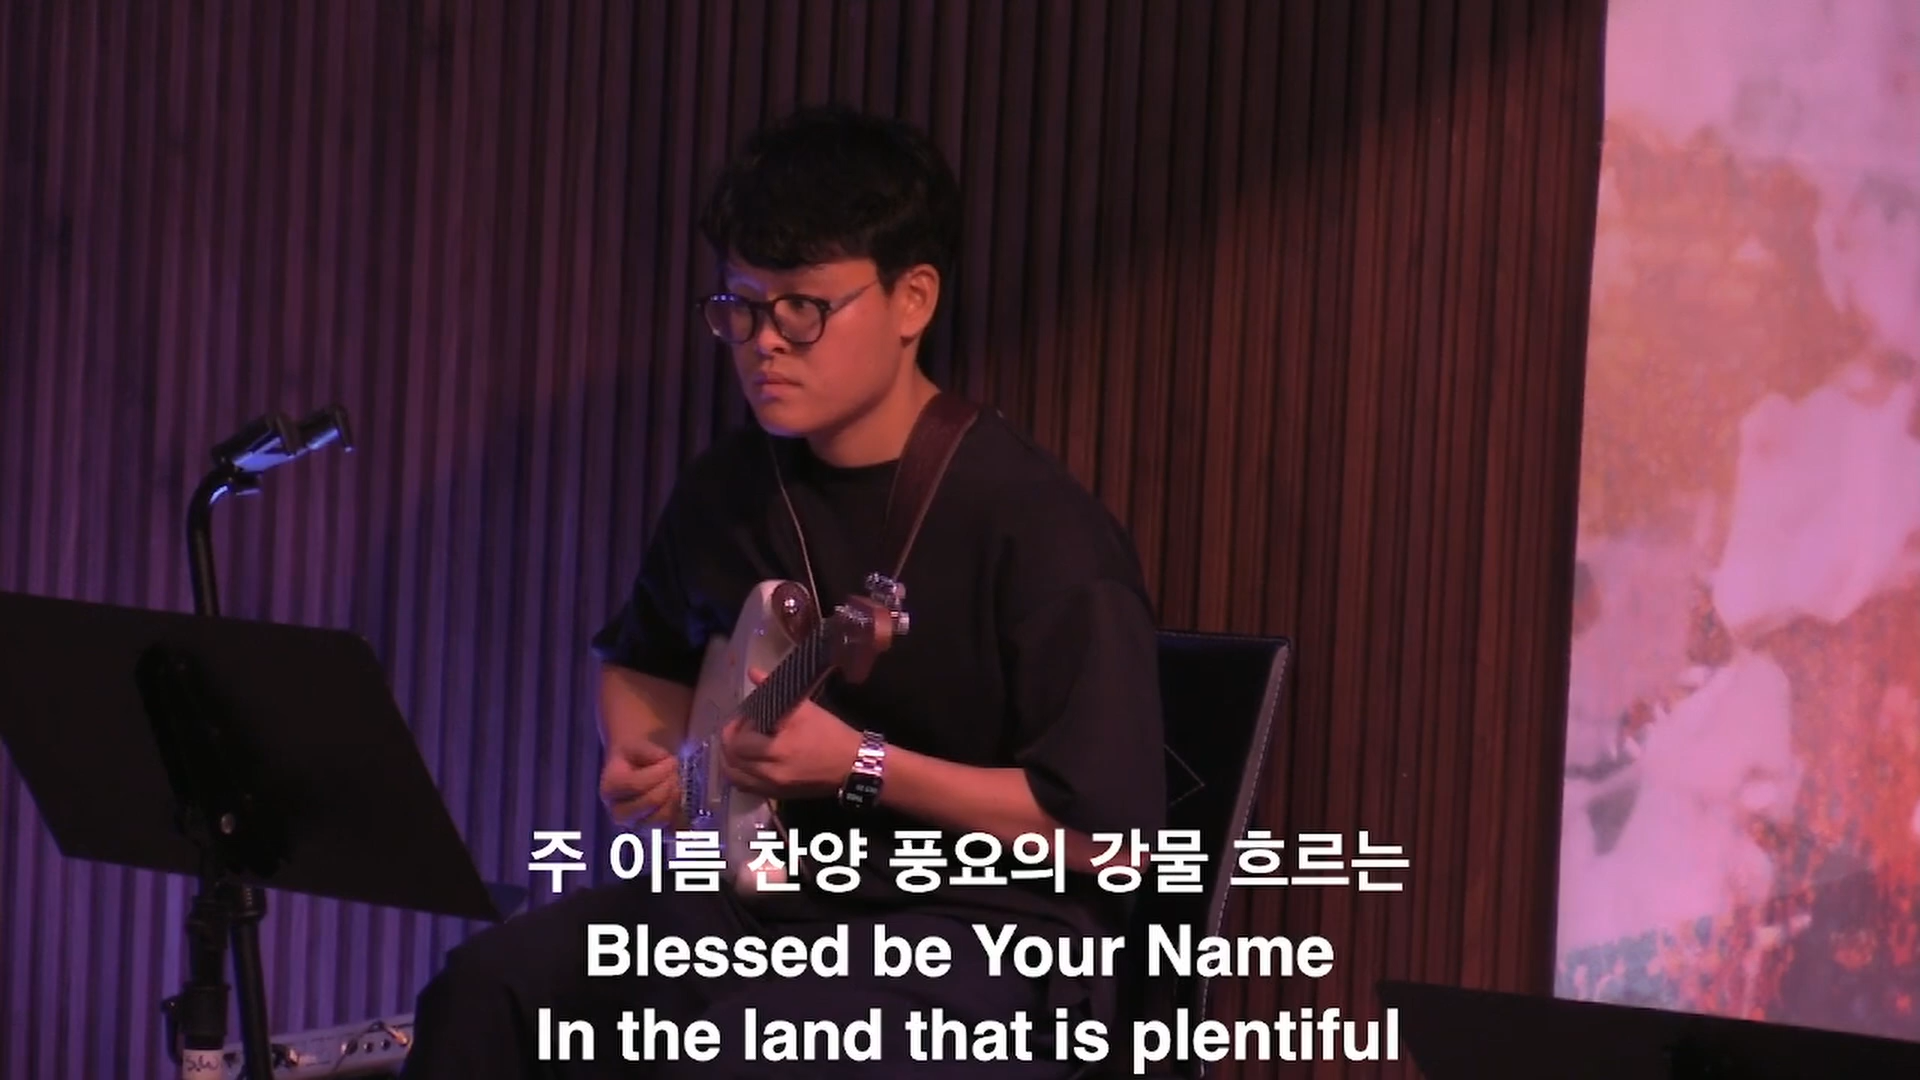 주 이름 찬양 풍요의 강물 흐르는
Blessed be Your Name
In the land that is plentiful